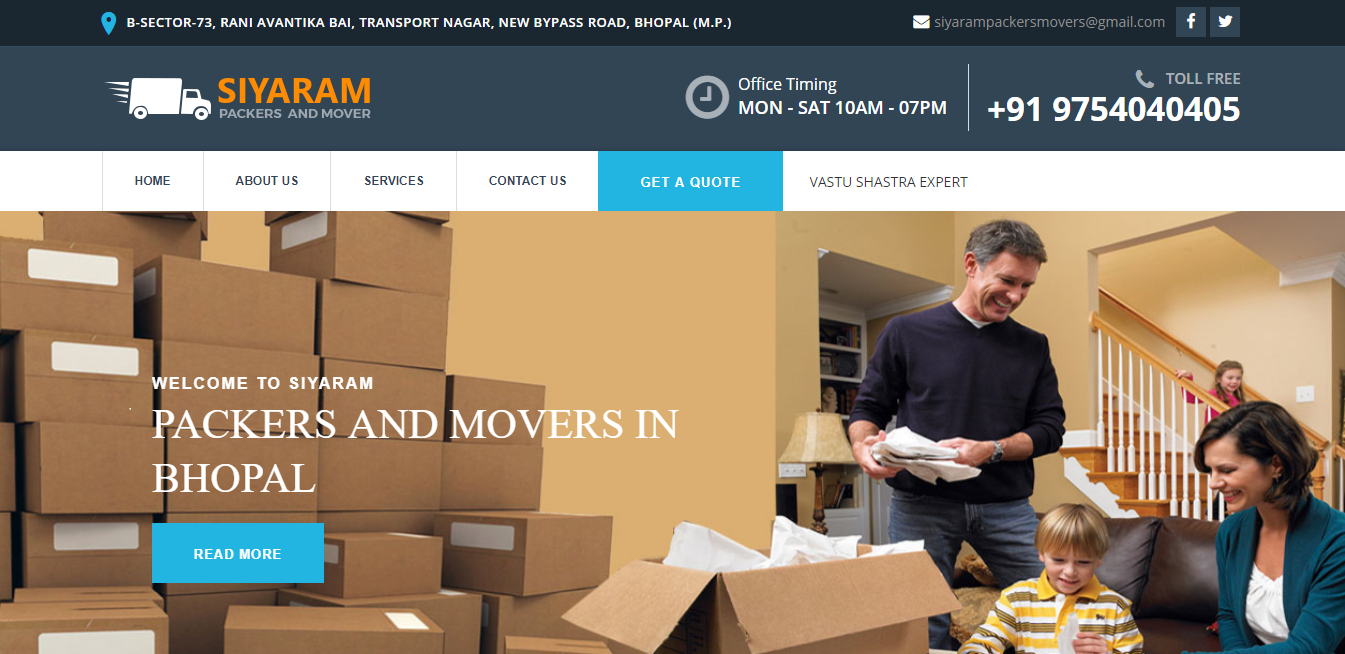 B-SECTOR-73, RANI AVANTIKA BAI, TRANSPORT NAGAR, NEW BYPASS ROAD, BHOPAL (M.P.)
siyarampackersmovers@gmail.com
SIYARAM
PACKERS AND MOVER
Office Timing
MON - SAT 10AM - 07PM
TOLL FREE
+91 9754040405
HOME
ABOUT US
SERVICES
CONTACT US
GET A QUOTE
VASTU SHASTRA EXPERT
WELCOME TO SIYARAM
PACKERS AND MOVERS IN
BHOPAL
READ MORE